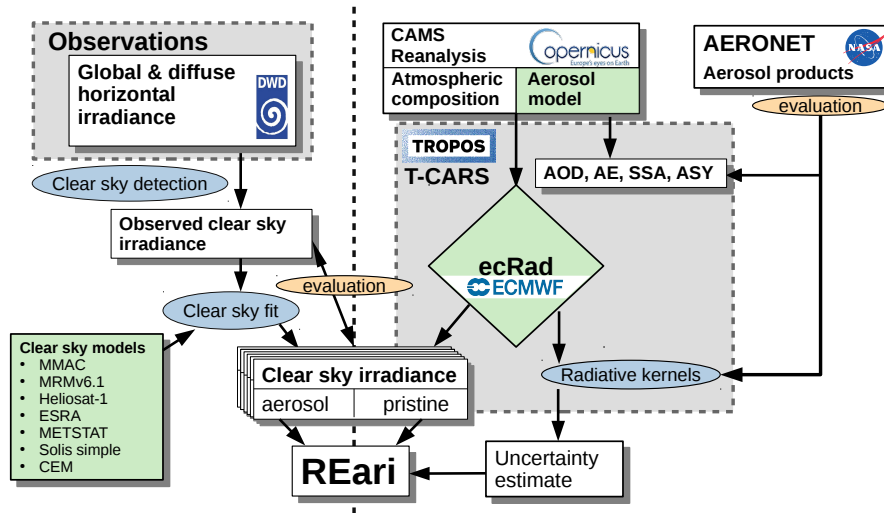 Observations
Global & diffuse
horizontal
irradiance
DWD
Clear sky detection
Observed clear sky
irradiance
evaluation
Clear sky fit
Clear sky models
• MMAC
• MRMv6.1
• Heliosat-1
• ESRA
• METSTAT
• Solis simple
• CEM
CAMS
Reanalysis
opernicus
Europe's eyes on Earth
Atmospheric
composition
Aerosol
model
AERONET
NASA
Aerosol products
evaluation
TROPOS
T-CARS
AOD, AE, SSA, ASY
ecRad
ECMWF
Radiative kernels
Clear sky irradiance
aerosol
pristine
REari
Uncertainty
estimate